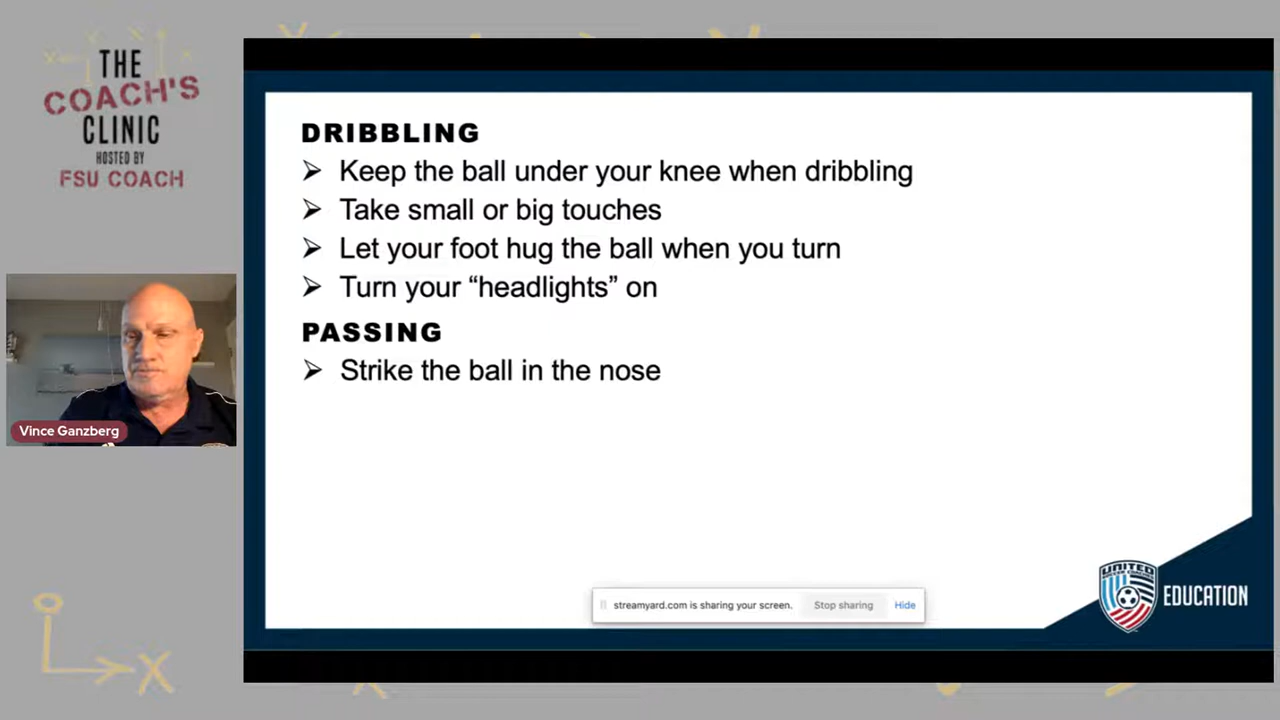 THE
COACH'S
CLINIC
HOSTED BY
FSU COACH
Vince Ganzberg
DRIBBLING
➢ Keep the ball under your knee when dribbling
➢ Take small or big touches
➢ Let your foot hug the ball when you turn
➢ Turn your “headlights” on
PASSING
➢ Strike the ball in the nose
streamyard.com is sharing your screen. Stop sharing Hide
UNITED
EDUCATION